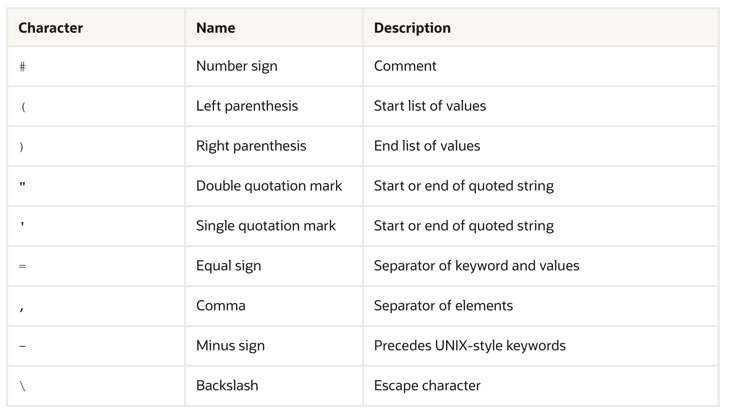 Character Name Description
# Number sign Comment
( Left parenthesis Start list of values
) Right parenthesis End list of values
" Double quotation mark Start or end of quoted string
' Single quotation mark Start or end of quoted string
= Equal sign Separator of keyword and values
, Comma Separator of elements
- Minus sign Precedes UNIX-style keywords
\ Backslash Escape character